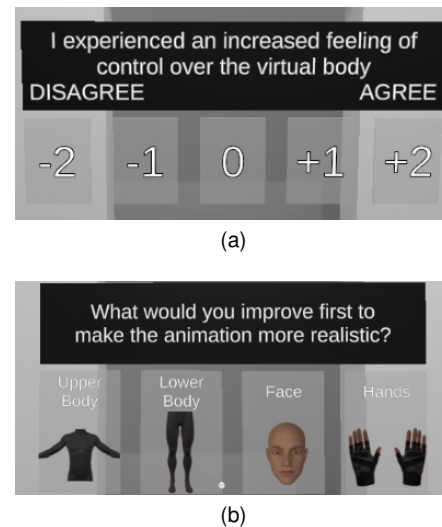 I experienced an increased feeling of
control over the virtual body
DISAGREE AGREE
-2 -1 0 +1 +2
(a)
What would you improve first to
make the animation more realistic?
Upper Body Lower Body Face Hands
(b)